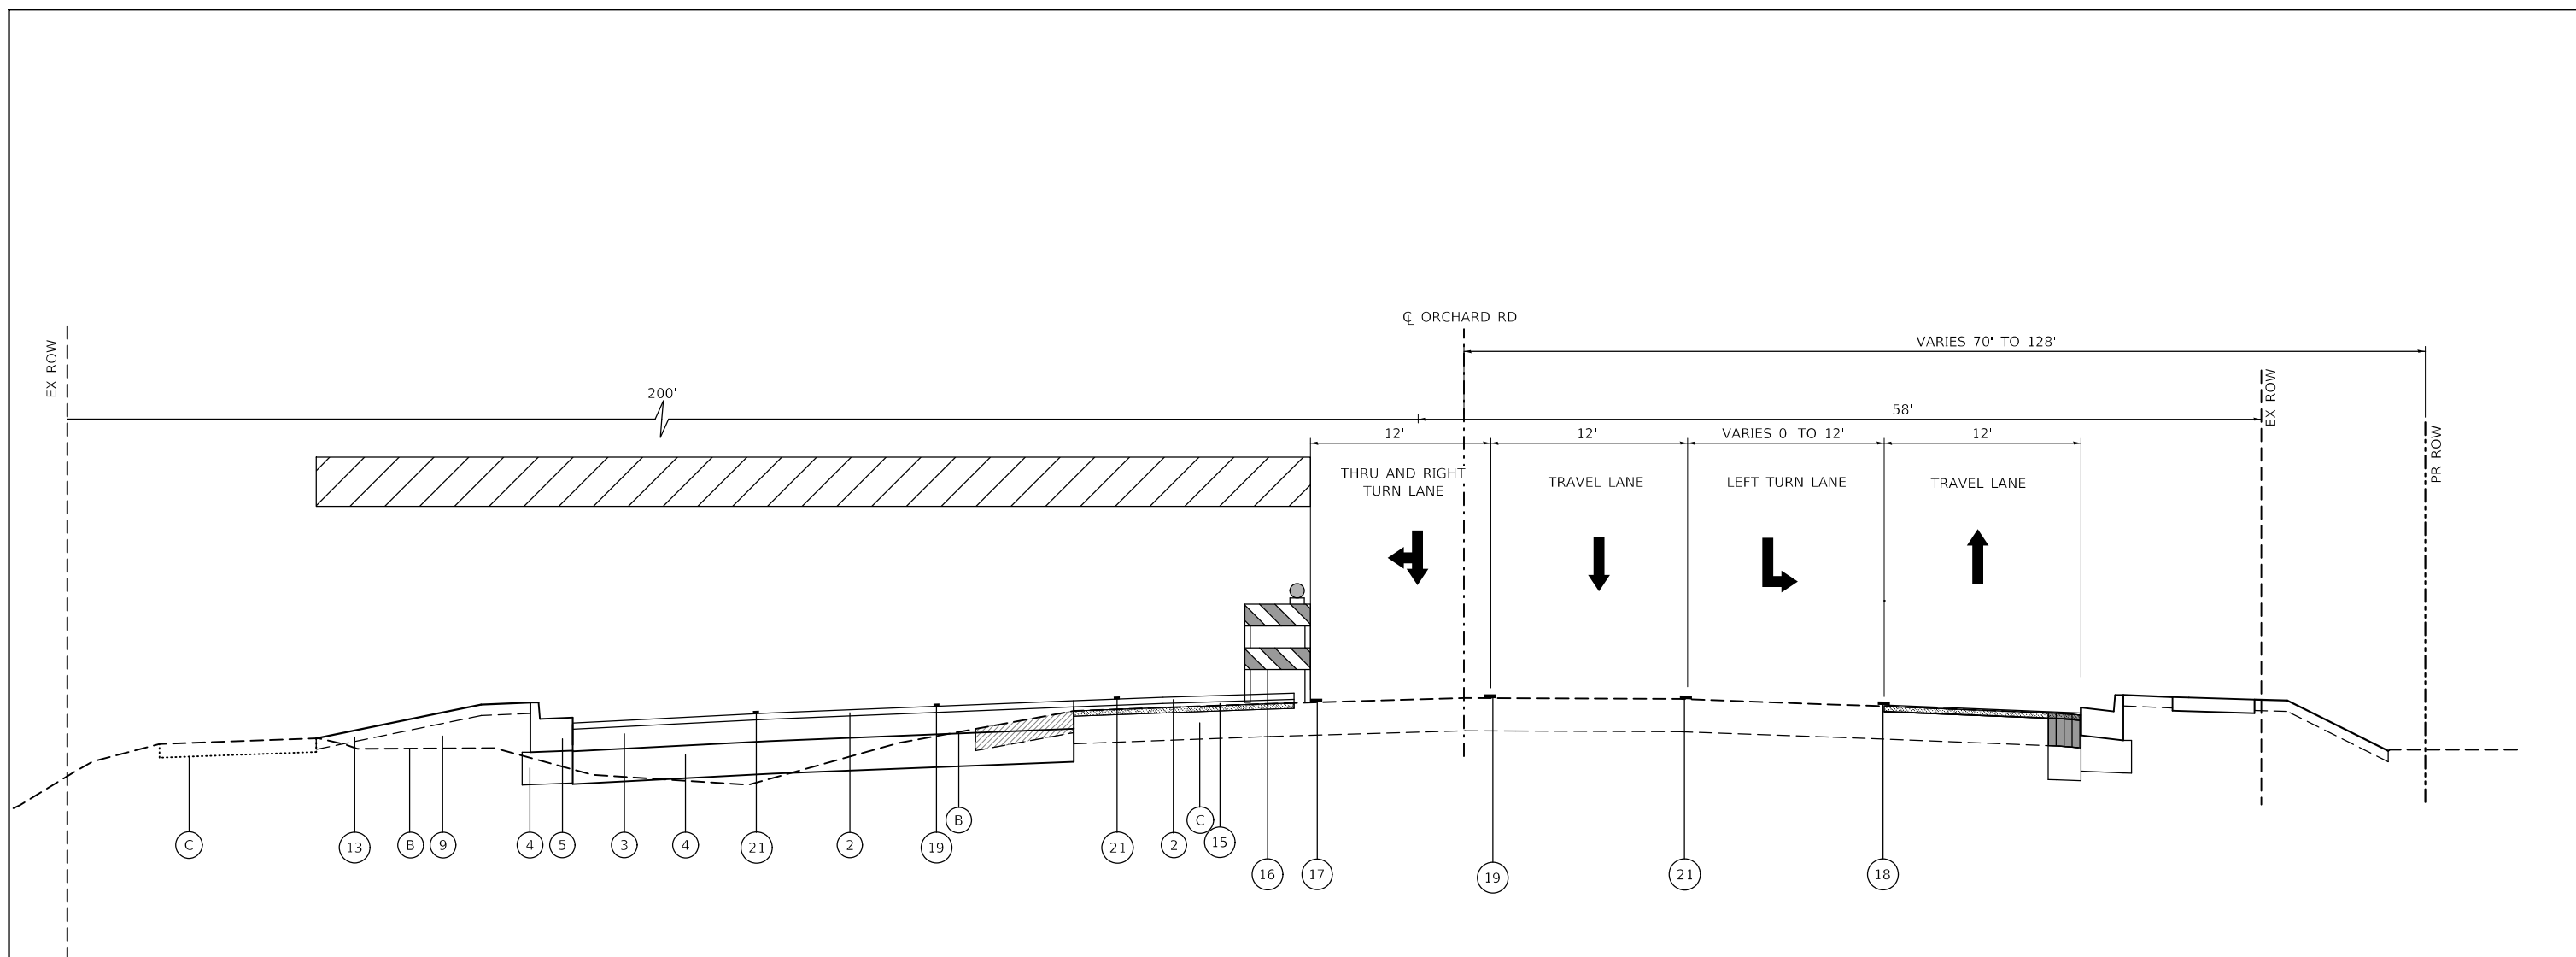 ℄ ORCHARD RD
VARIES 70' TO 128'
EX ROW
EX ROW
200'
58'
12'
12'
VARIES 0' TO 12'
12'
PR ROW
THRU AND RIGHT
TURN LANE
TRAVEL LANE
LEFT TURN LANE
TRAVEL LANE
C
13
B
9
4
5
3
4
21
2
19
B
21
2
C
15
16
17
19
21
18